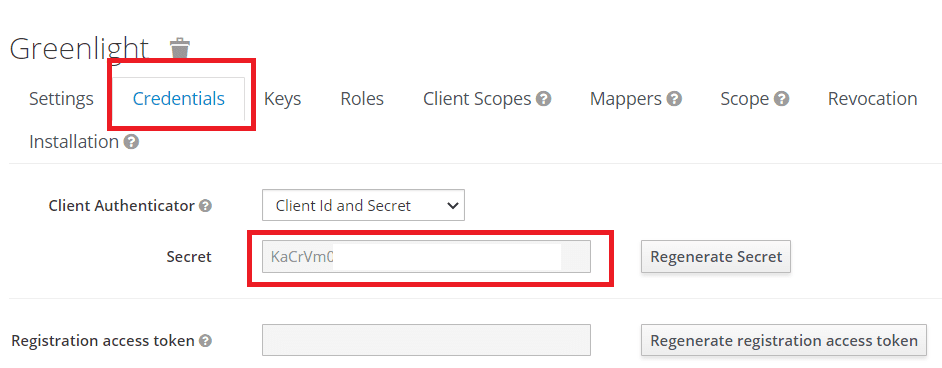 Greenlight
Settings Credentials Keys Roles Client Scopes Mappers Scope Revocation
Installation
Client Authenticator Client Id and Secret
Secret KaCrVm0 Regenerate Secret
Registration access token Regenerate registration access token